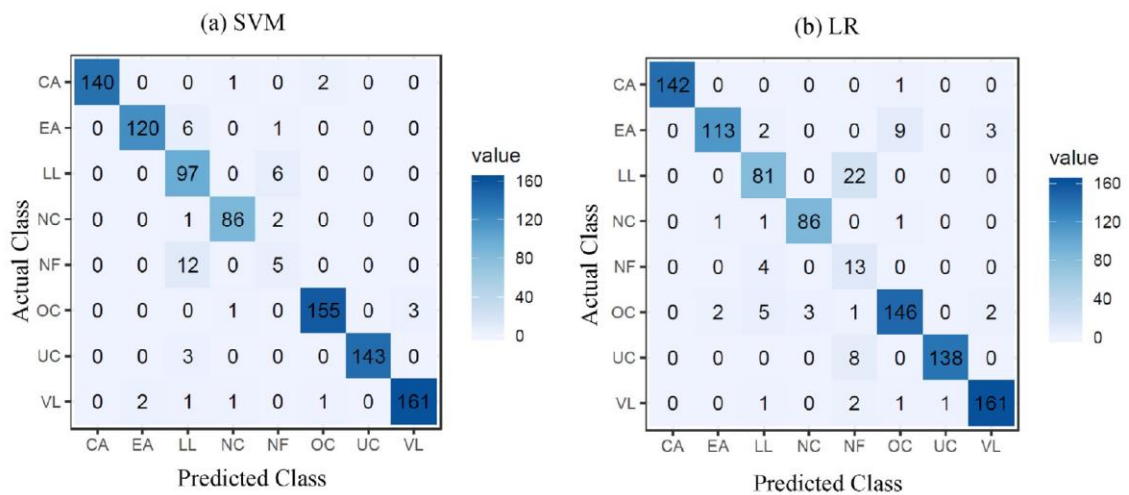 (a) SVM
CA 140 0 0 1 0 2 0 0
EA 0 120 6 0 1 0 0 0
LL 0 0 97 0 6 0 0 0
NC 0 0 1 86 2 0 0 0
NF 0 0 12 0 5 0 0 0
OC 0 0 0 1 0 155 0 3
UC 0 0 3 0 0 0 143 0
VL 0 2 1 1 0 1 0 161
CA EA LL NC NF OC UC VL
Actual Class
Predicted Class
value
160
120
80
40
0
(b) LR
CA 142 0 0 0 0 1 0 0
EA 0 113 2 0 0 9 0 3
LL 0 0 81 0 22 0 0 0
NC 0 1 1 86 0 1 0 0
NF 0 0 4 0 13 0 0 0
OC 0 2 5 3 1 146 0 2
UC 0 0 0 0 8 0 138 0
VL 0 0 1 0 2 1 1 161
CA EA LL NC NF OC UC VL
Actual Class
Predicted Class
value
160
120
80
40
0